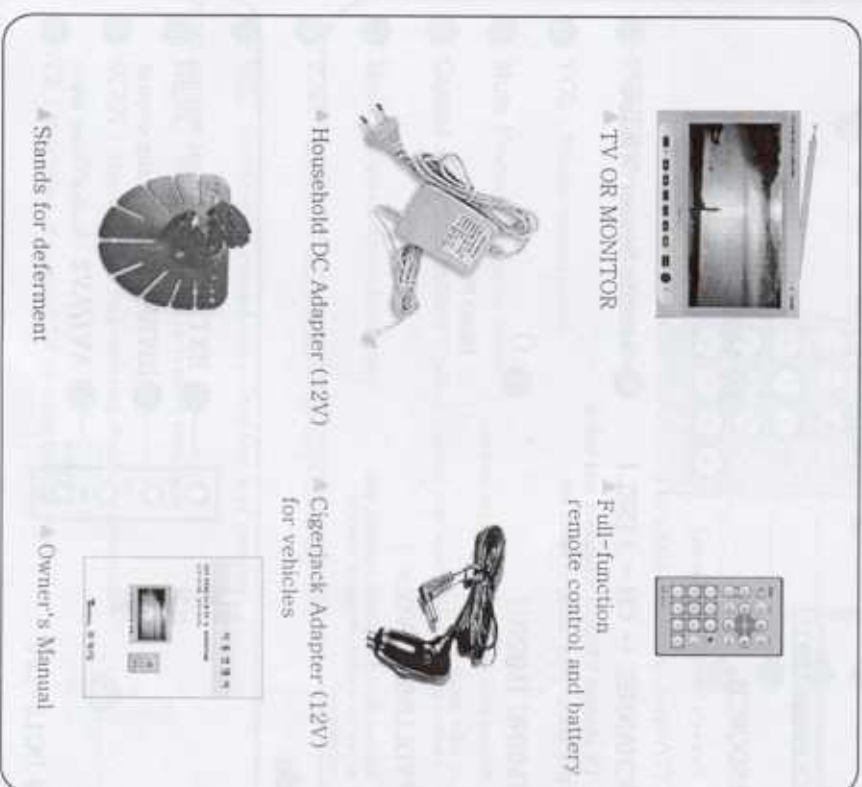 ▲ TV OR MONITOR
▲ Full-function
remote control and battery
▲ Household DC Adapter (12V)
▲ Cigerjack Adapter (12V)
for vehicles
▲ Stands for deferment
▲ Owner's Manual